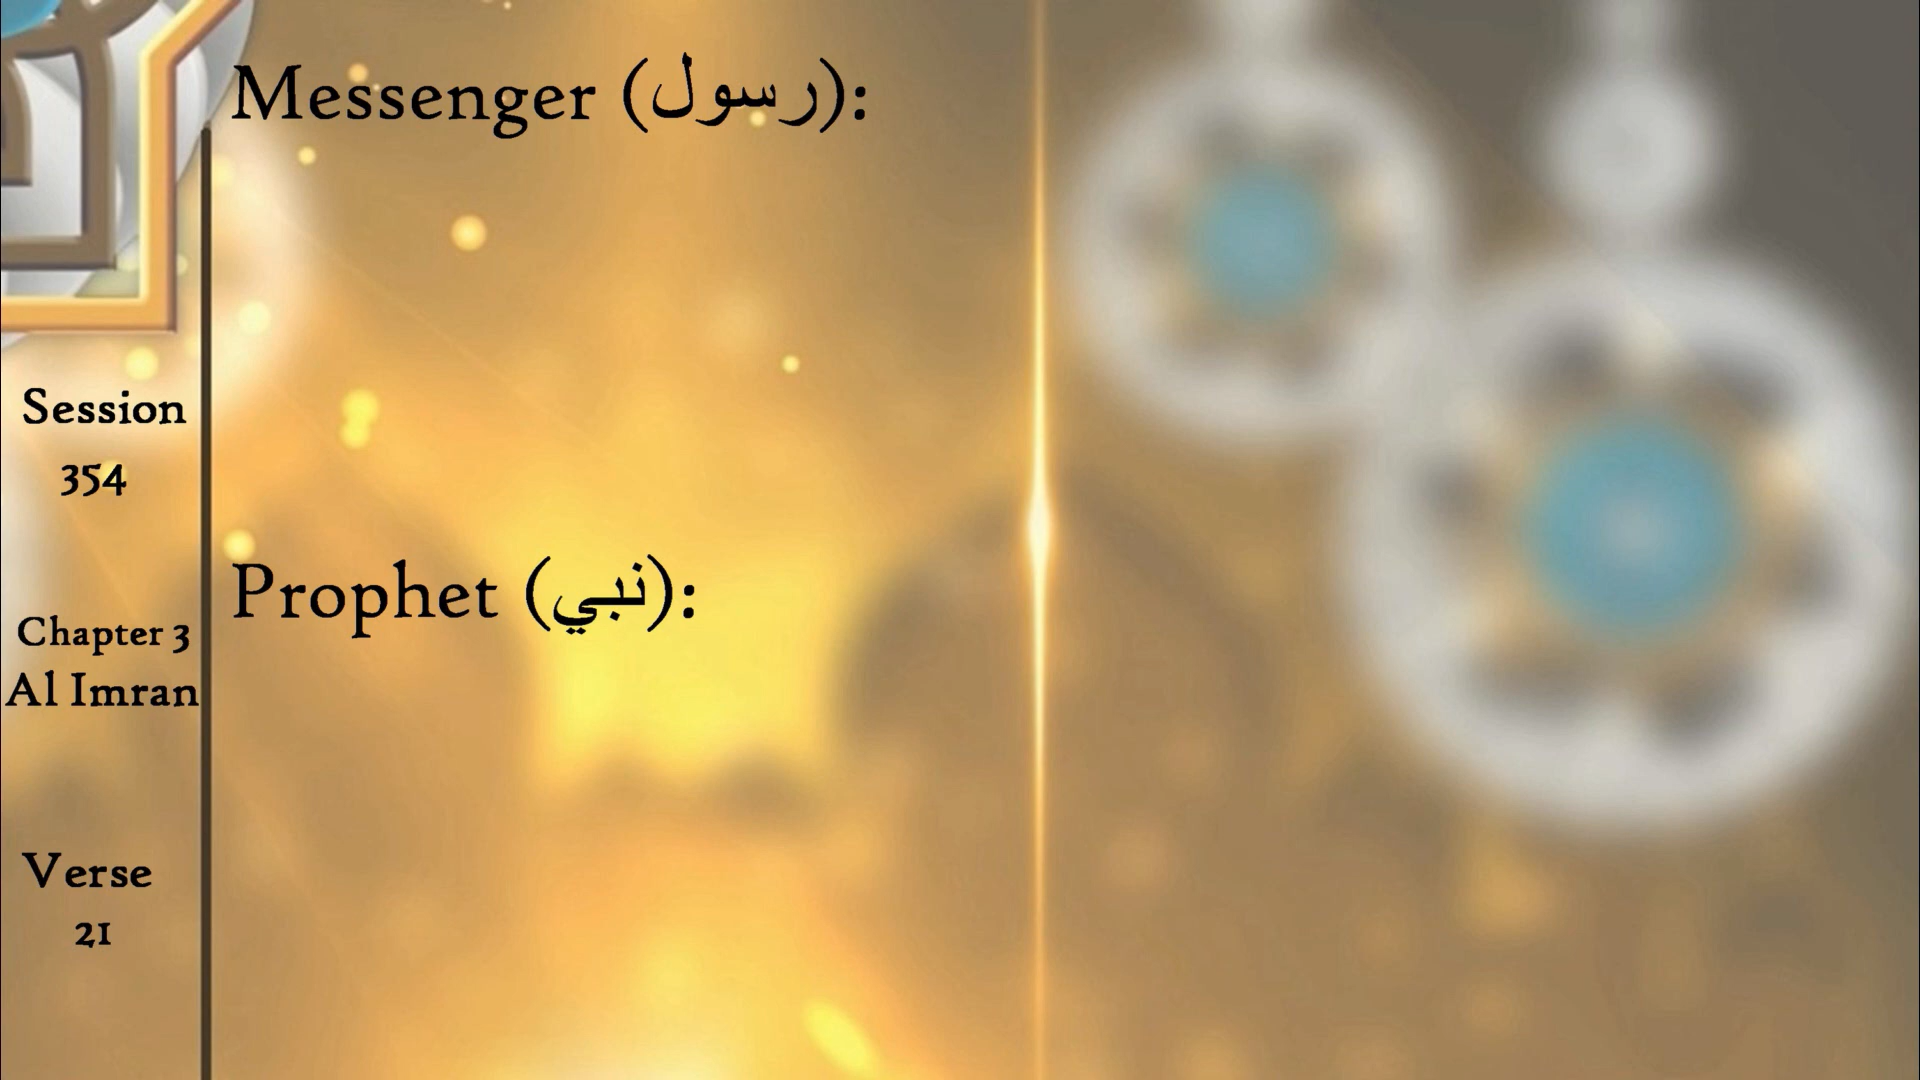 Messenger (رسول):
Prophet (نبي):
Session
354
Chapter 3
Al Imran
Verse
21